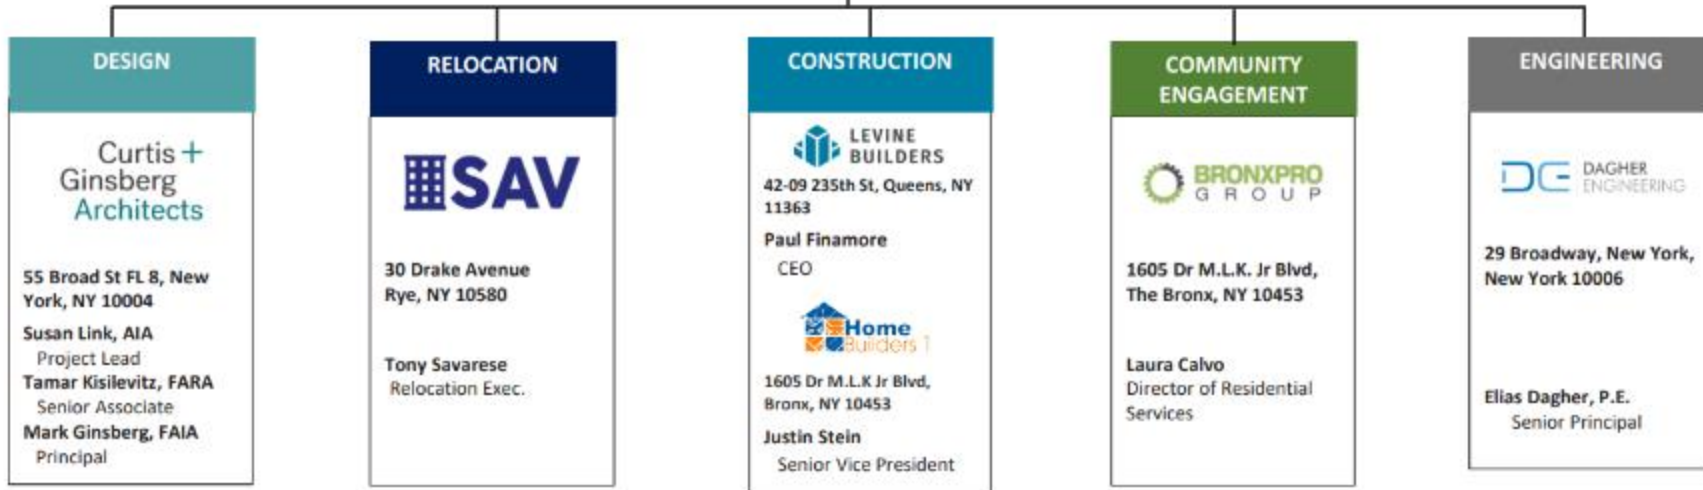 DESIGN
Curtis +
Ginsberg
Architects
55 Broad St FL 8, New
York, NY 10004
Susan Link, AIA
Project Lead
Tamar Kisilevitz, FARA
Senior Associate
Mark Ginsberg, FAIA
Principal
RELOCATION
SAV
30 Drake Avenue
Rye, NY 10580
Tony Savarese
Relocation Exec.
CONSTRUCTION
LEVINE
BUILDERS
42-09 235th St, Queens, NY
11363
Paul Finamore
CEO
Home
Builders 1
1605 Dr M.L.K Jr Blvd,
Bronx, NY 10453
Justin Stein
Senior Vice President
COMMUNITY
ENGAGEMENT
BRONXPRO
GROUP
1605 Dr M.L.K. Jr Blvd,
The Bronx, NY 10453
Laura Calvo
Director of Residential
Services
ENGINEERING
DE
DAGHER
ENGINEERING
29 Broadway, New York,
New York 10006
Elias Dagher, P.E.
Senior Principal